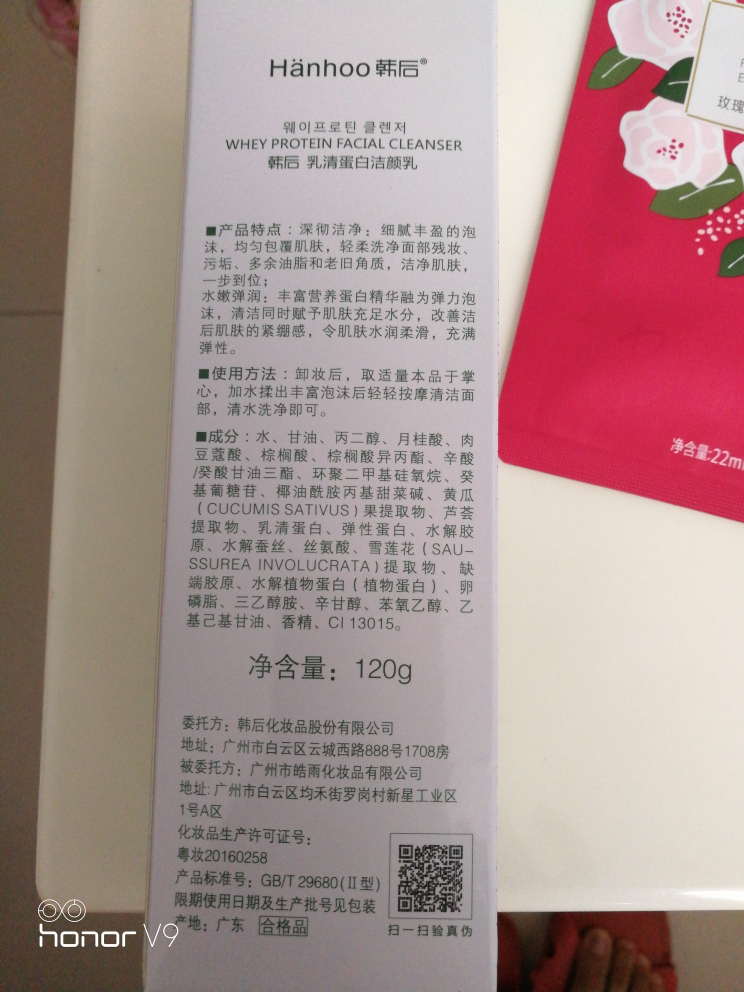 Hänhoo 韩后®
웨이프로틴 클렌저
WHEY PROTEIN FACIAL CLEANSER
韩后 乳清蛋白洁颜乳
■产品特点：深彻洁净：细腻丰盈的泡
沫，均匀包覆肌肤，轻柔洗净面部残妆、
污垢、多余油脂和老旧角质，洁净肌肤，
一步到位；
水嫩弹润：丰富营养蛋白精华融为弹力泡
沫，清洁同时赋予肌肤充足水分，改善洁
后肌肤的紧绷感，令肌肤水润柔滑，充满
弹性。
■使用方法：卸妆后，取适量本品于掌
心，加水揉出丰富泡沫后轻轻按摩清洁面
部，清水洗净即可。
■成分：水、甘油、丙二醇、月桂酸、肉
豆蔻酸、棕榈酸、棕榈酸异丙酯、辛酸
/癸酸甘油三酯、环聚二甲基硅氧烷、癸
基葡糖苷、椰油酰胺丙基甜菜碱、黄瓜
(CUCUMIS SATIVUS)果提取物、芦荟
提取物、乳清蛋白、弹性蛋白、水解胶
原、水解蚕丝、丝氨酸、雪莲花(SAU-
SSUREA INVOLUCRATA)提取物、缺
端胶原、水解植物蛋白(植物蛋白)、卵
磷脂、三乙醇胺、辛甘醇、苯氧乙醇、乙
基己基甘油、香精、CI 13015。
净含量：120g
委托方：韩后化妆品股份有限公司
地址：广州市白云区云城西路888号1708房
被委托方：广州市皓雨化妆品有限公司
地址:广州市白云区均禾街罗岗村新星工业区
1号A区
化妆品生产许可证号：
粤妆20160258
产品标准号：GB/T 29680(Ⅱ型)
限期使用日期及生产批号见包装
产地：广东 合格品
扫一扫验真伪
玫瑰
净含量:22ml
honor V9